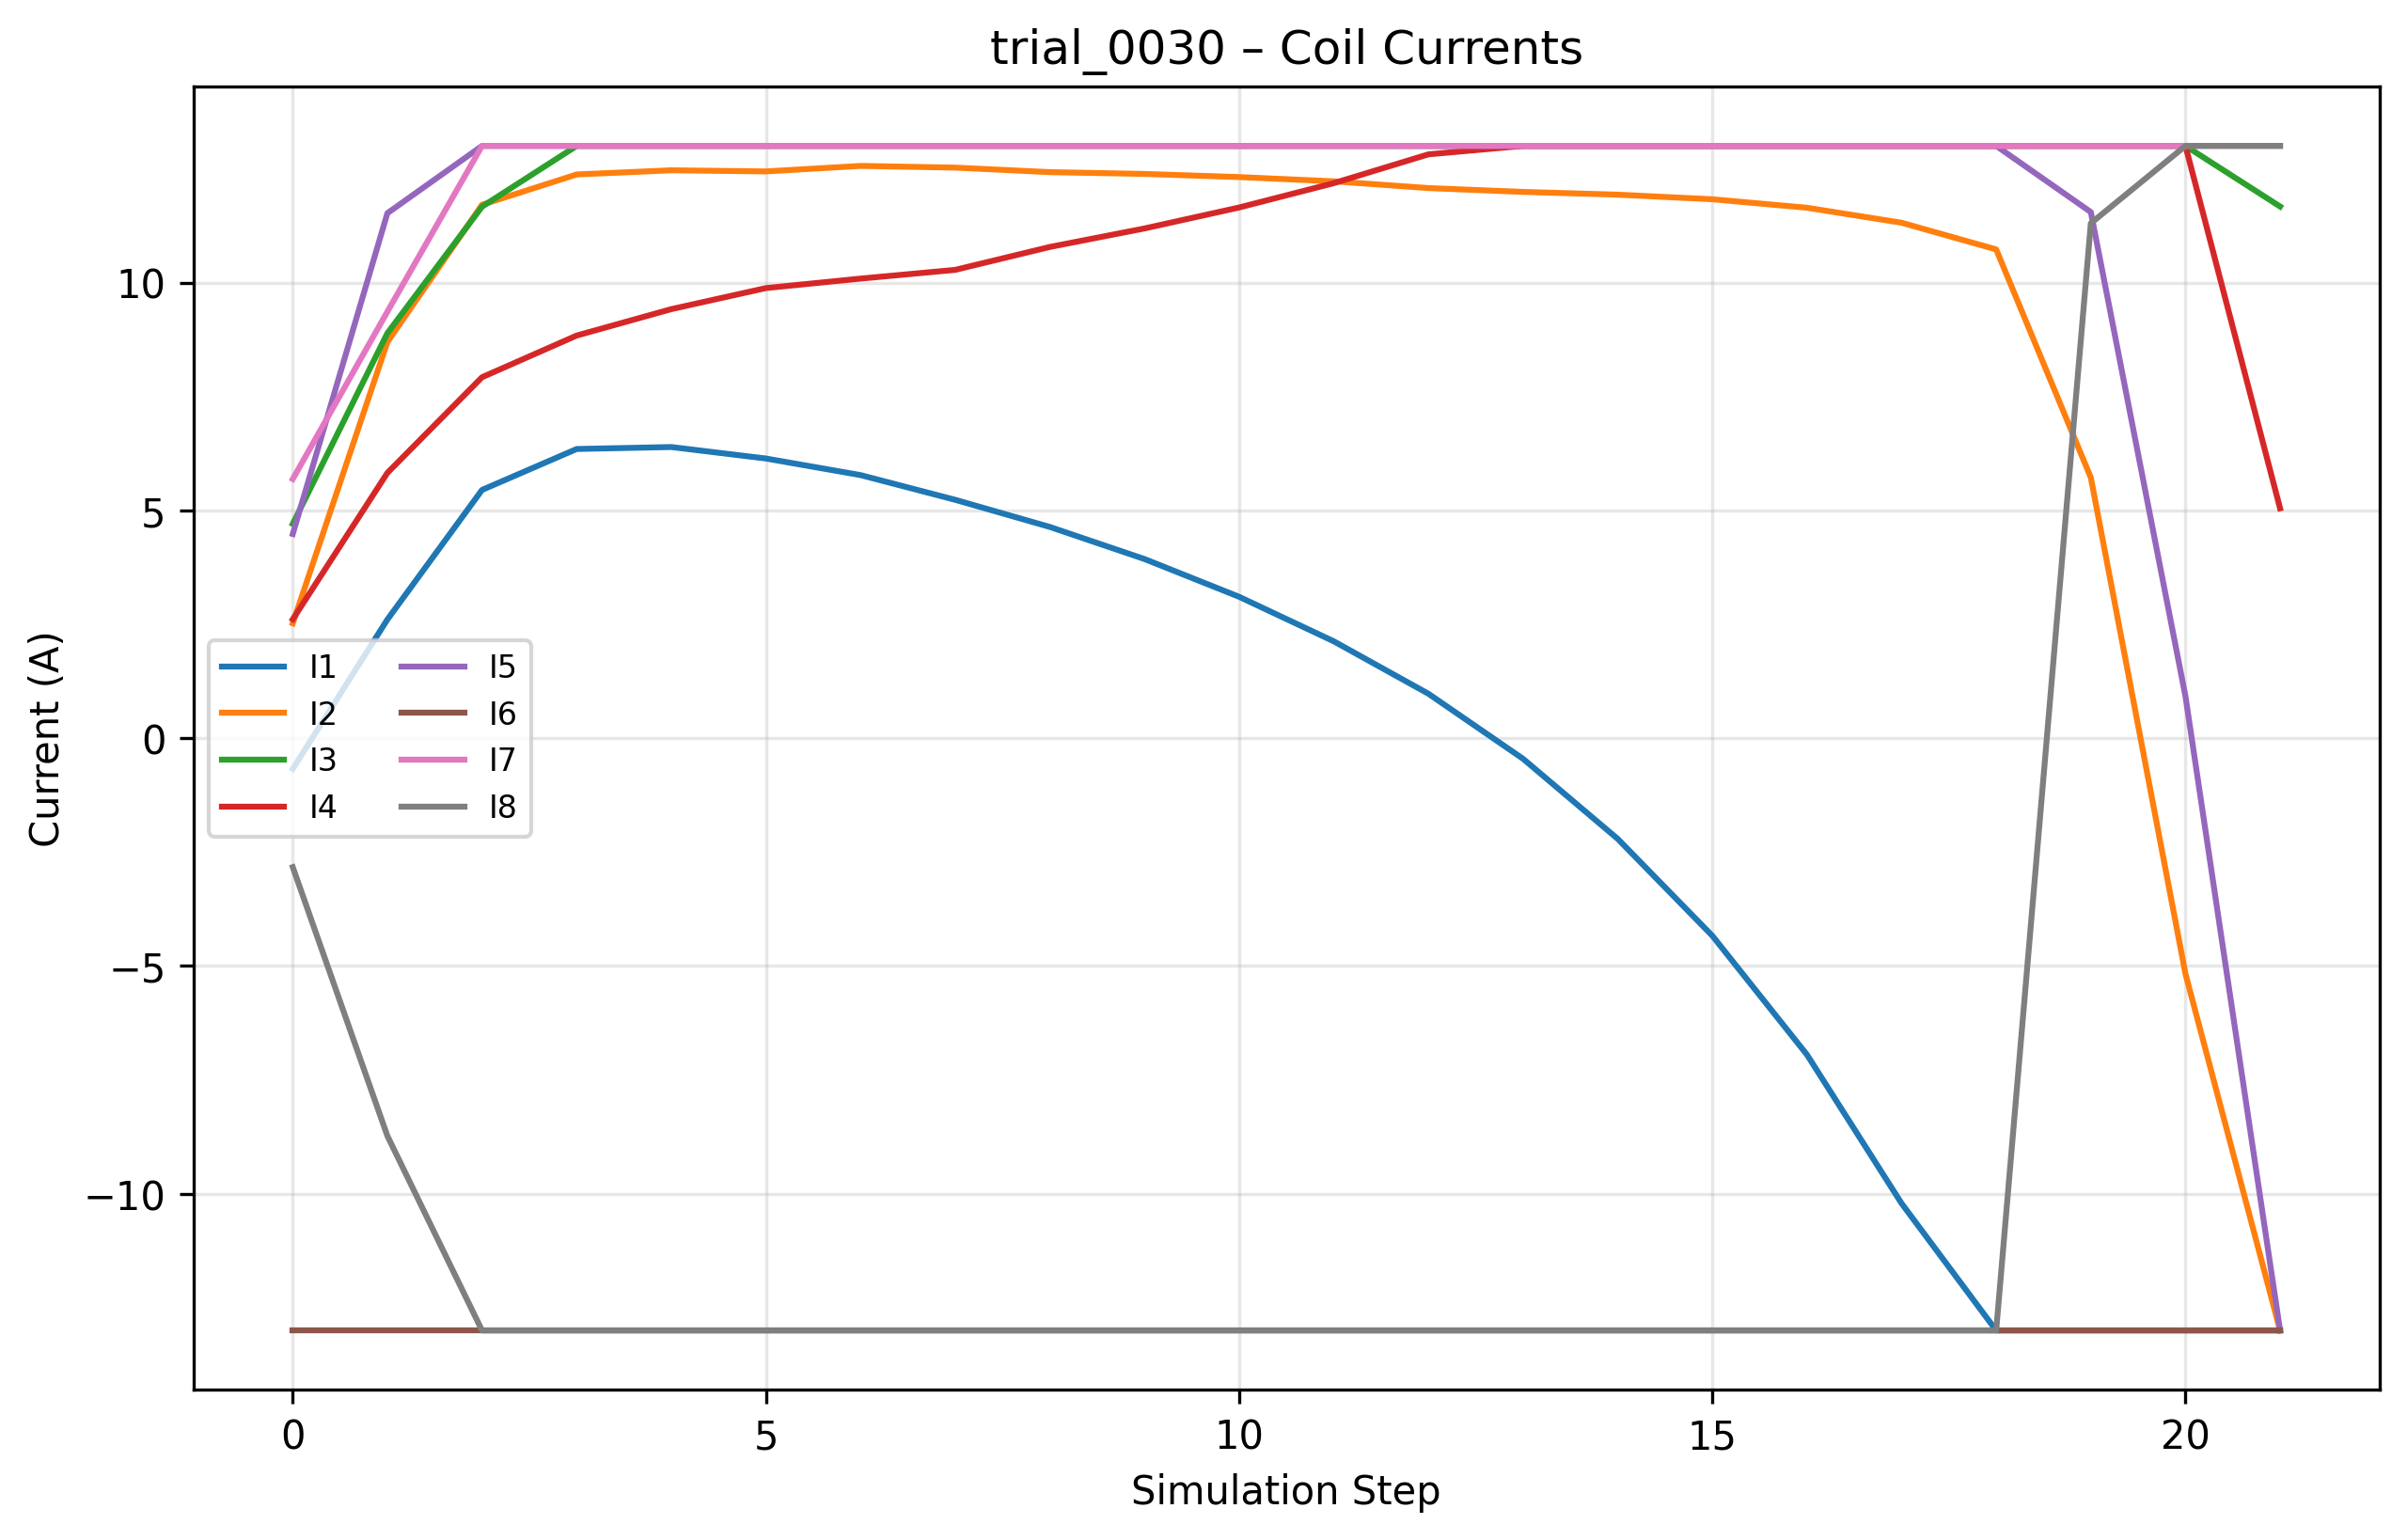 trial_0030 – Coil Currents
Current (A)
10
5
0
−5
−10
I1
I2
I3
I4
I5
I6
I7
I8
0
5
10
15
20
Simulation Step